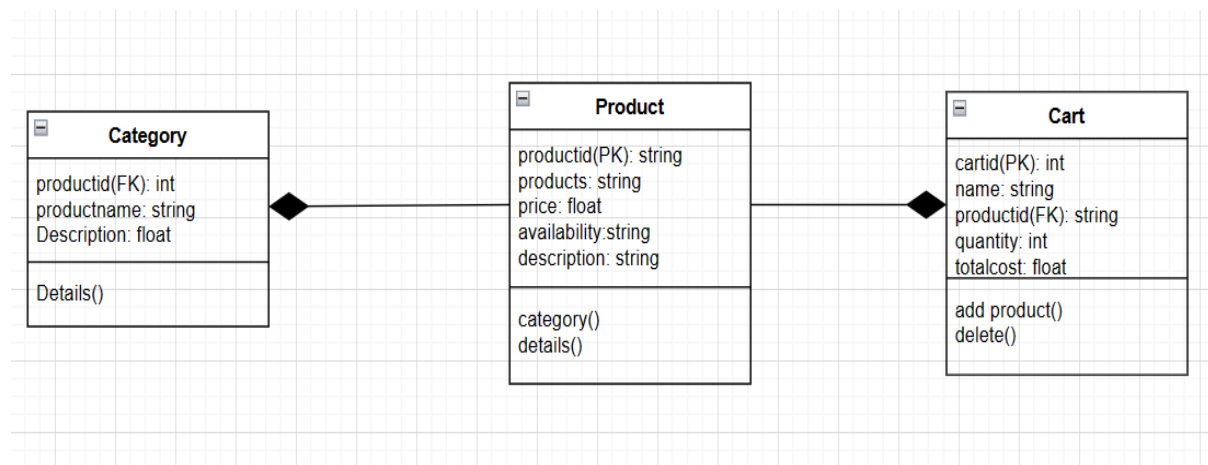 Category
productid(FK): int
productname: string
Description: float
Details()
Product
productid(PK): string
products: string
price: float
availability:string
description: string
category()
details()
Cart
cartid(PK): int
name: string
productid(FK): string
quantity: int
totalcost: float
add product()
delete()